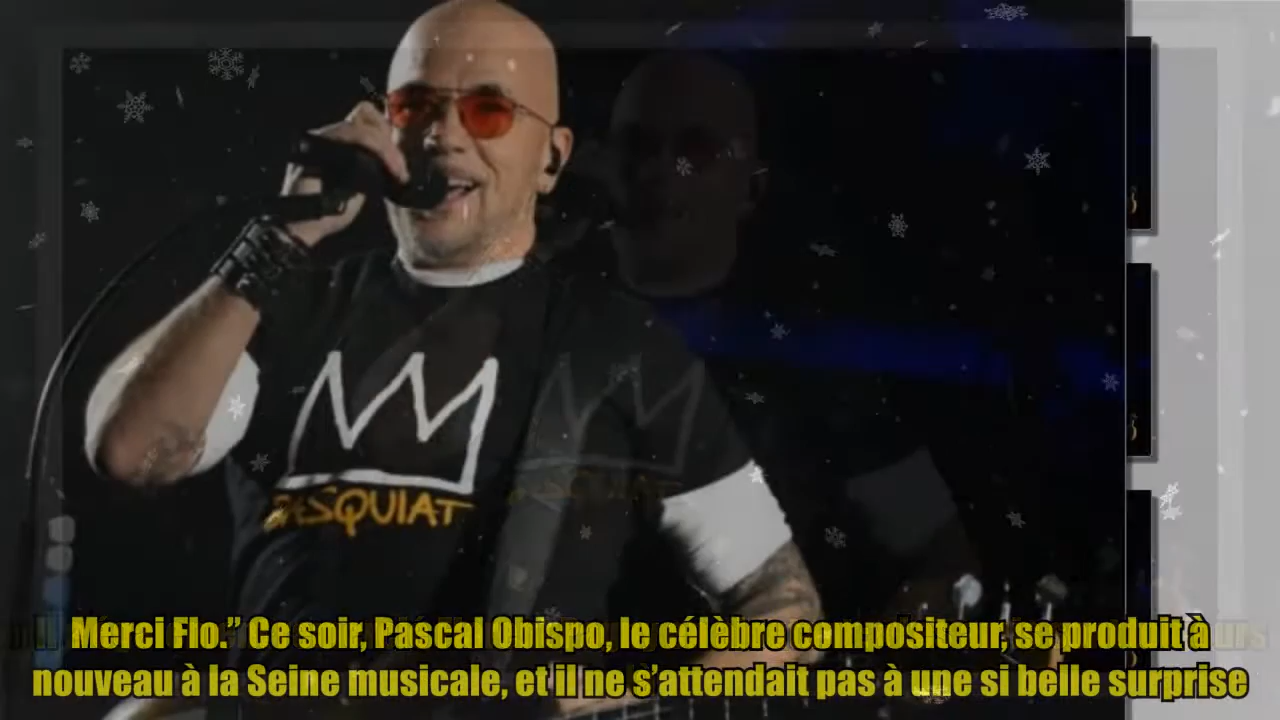 BASQUIAT
Merci Flo.” Ce soir, Pascal Obispo, le célèbre compositeur, se produit à
nouveau à la Seine musicale, et il ne s’attendait pas à une si belle surprise